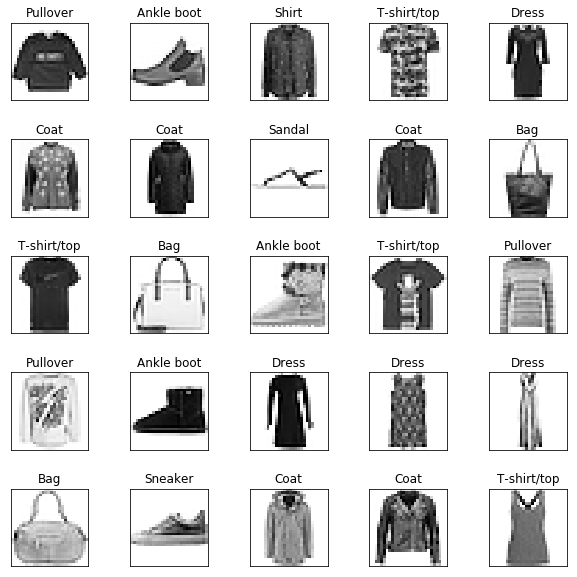 Pullover
Ankle boot
Shirt
T-shirt/top
Dress
Coat
Coat
Sandal
Coat
Bag
T-shirt/top
Bag
Ankle boot
T-shirt/top
Pullover
Pullover
Ankle boot
Dress
Dress
Dress
Bag
Sneaker
Coat
Coat
T-shirt/top